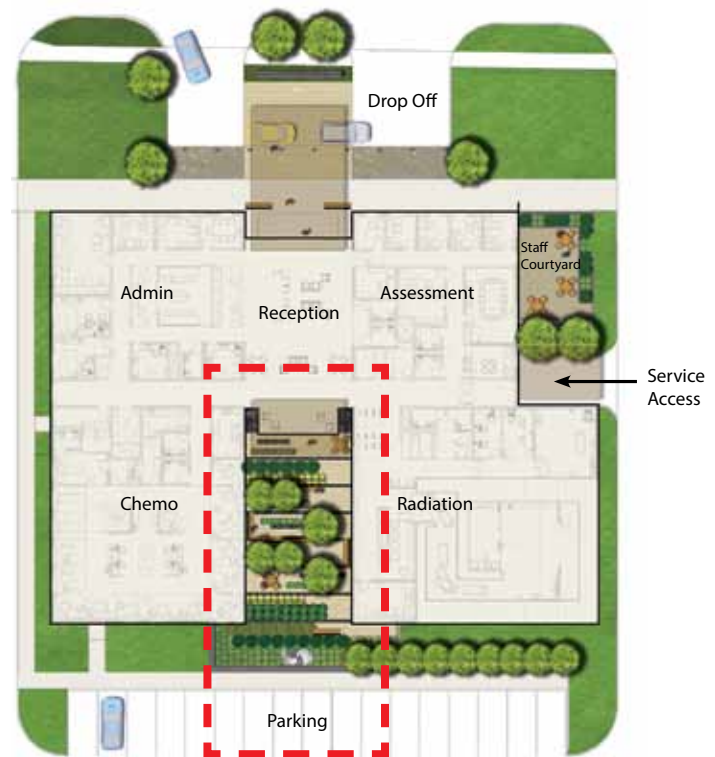 Drop Off
Staff
Courtyard
Admin
Reception
Assessment
Service
Access
Chemo
Radiation
Parking